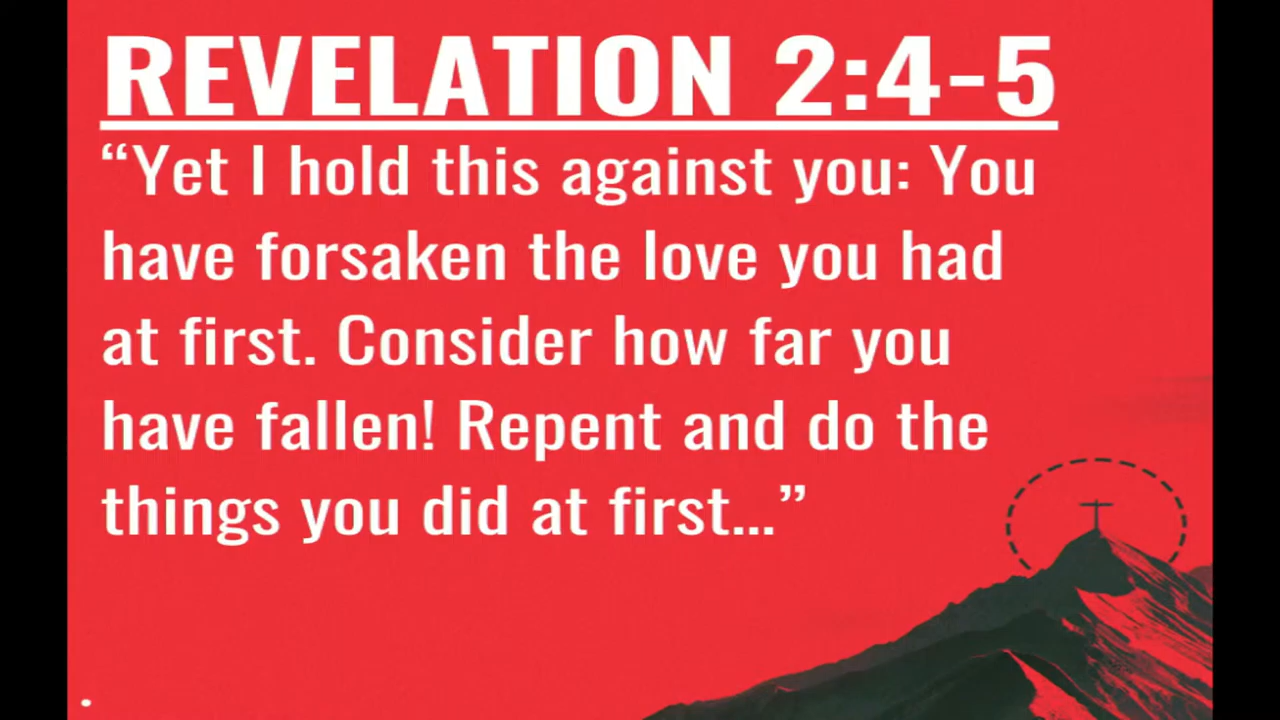 REVELATION 2:4-5
“Yet I hold this against you: You
have forsaken the love you had
at first. Consider how far you
have fallen! Repent and do the
things you did at first...”
.